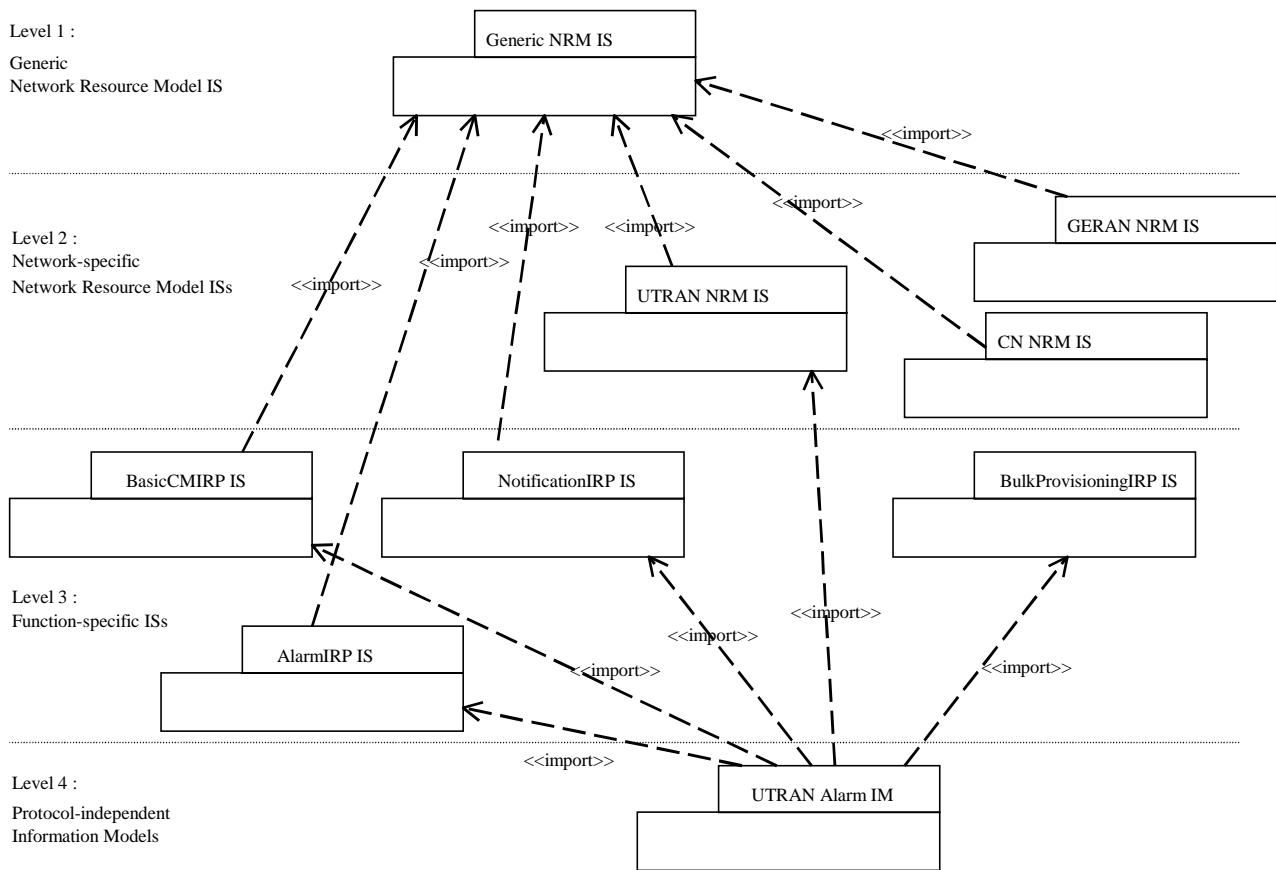 Level 1 :
Generic
Network Resource Model IS
Generic NRM IS
<<import>>
Level 2 :
Network-specific
Network Resource Model ISs
<<import>>
<<import>>
<<import>>
<<import>>
<<import>>
GERAN NRM IS
UTRAN NRM IS
CN NRM IS
BasicCMIRP IS
NotificationIRP IS
BulkProvisioningIRP IS
Level 3 :
Function-specific ISs
<<import>>
<<import>>
<<import>>
<<import>>
AlarmIRP IS
<<import>>
Level 4 :
Protocol-independent
Information Models
UTRAN Alarm IM